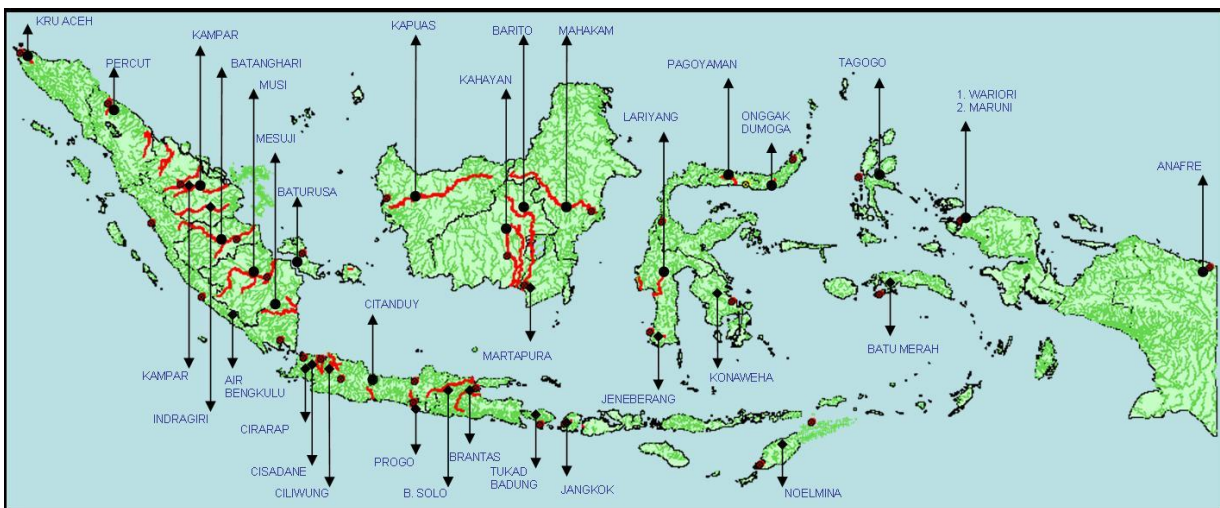 KRU ACEH
KAMPAR
KAPUAS
BARITO
MAHAKAM
PERCUT
BATANGHARI
MUSI
KAHAYAN
PAGOYAMAN
TAGOGO
1. WARIORI
2. MARUNI
MESUJI
LARIYANG
ONGGAK
DUMOGA
BATURUSA
ANAFRE
CITANDUY
MARTAPURA
KONAWEHA
BATU MERAH
KAMPAR
AIR
BENGKULU
INDRAGIRI
JENEBERANG
CIRARAP
CISADANE
CILIWUNG
PROGO
BRANTAS
B. SOLO
TUKAD
BADUNG
JANGKOK
NOELMINA